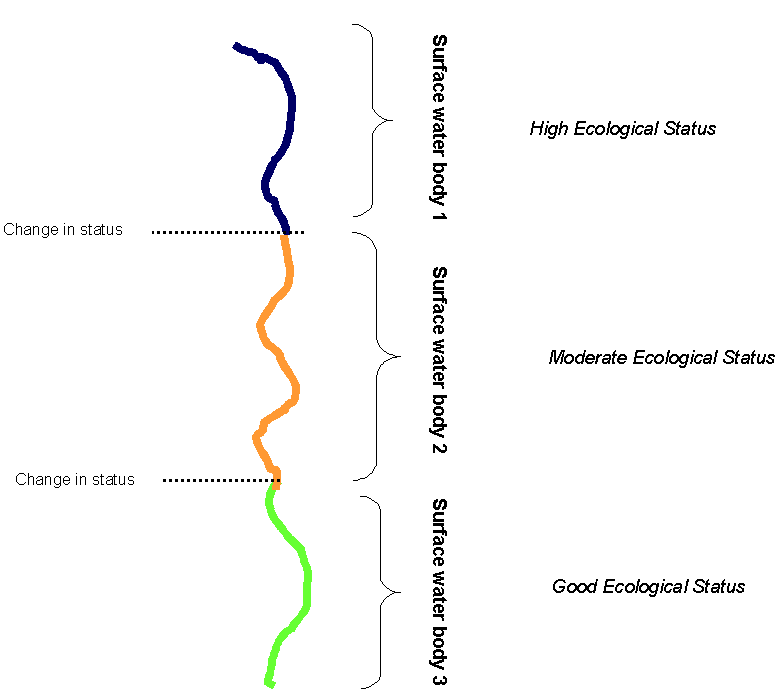 Surface water body 1
High Ecological Status
Change in status
Surface water body 2
Moderate Ecological Status
Change in status
Surface water body 3
Good Ecological Status